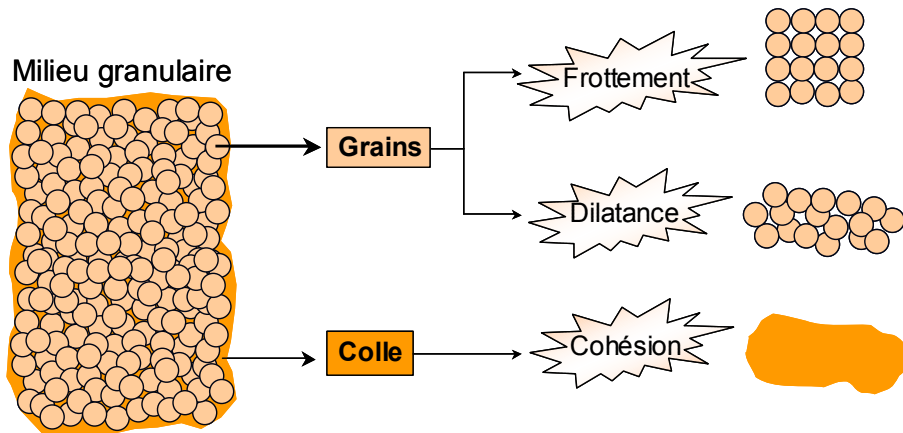 Milieu granulaire
Grains
Frottement
Dilatance
Colle
Cohésion